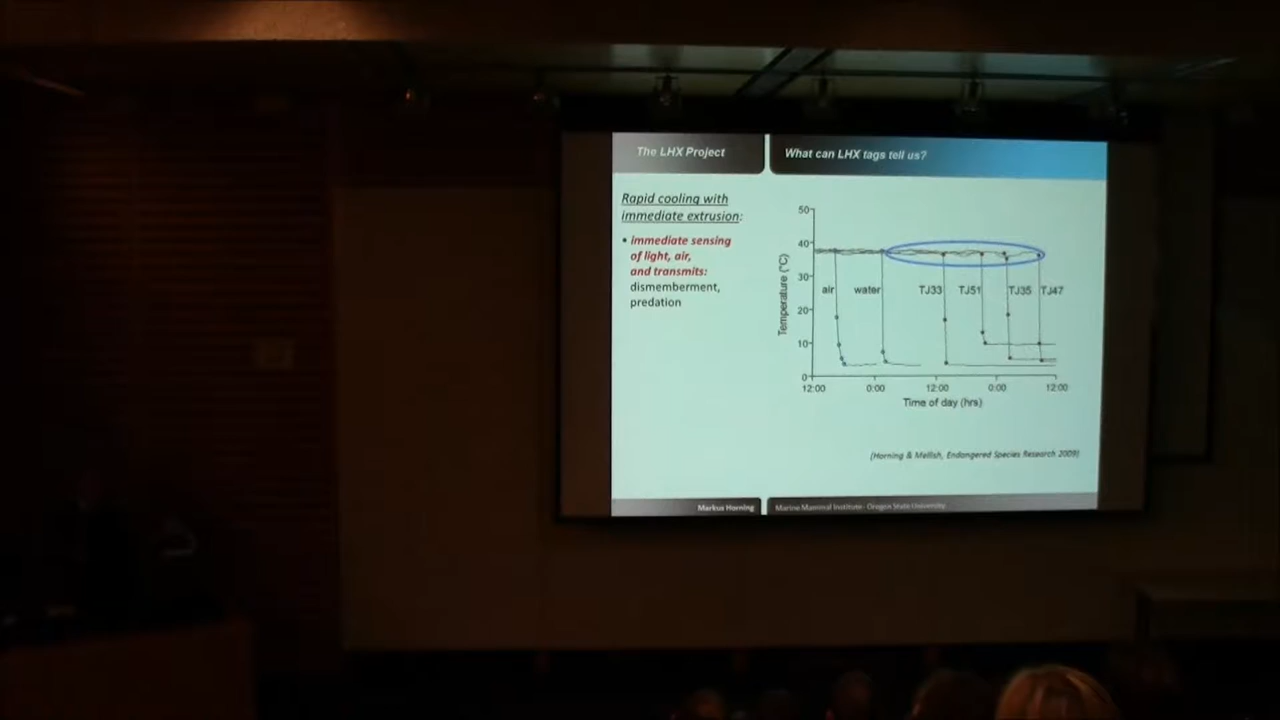 The LHX Project
What can LHX tags tell us?
Rapid cooling with
immediate extrusion:
• immediate sensing
of light, air,
and transmits:
dismemberment,
predation
50
40
30
20
10
0
Temperature (°C)
air
water
TJ33
TJ51
TJ35
TJ47
12:00
0:00
12:00
0:00
12:00
Time of day (hrs)
(Horning & Mellish, Endangered Species Research 2009)
Markus Horning
Marine Mammal Institute - Oregon State University